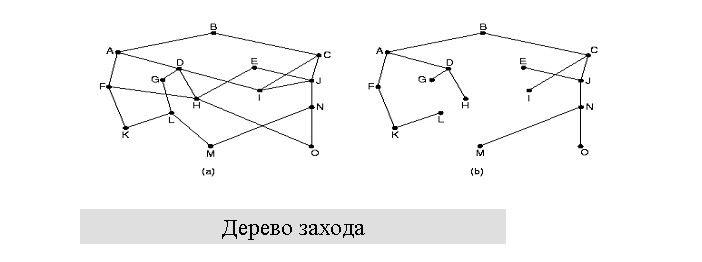 B B
A C A C
D E D E
G J G J
F I F I
H N H N
L L
K K
M O M O
(a) (b)
Дерево захода